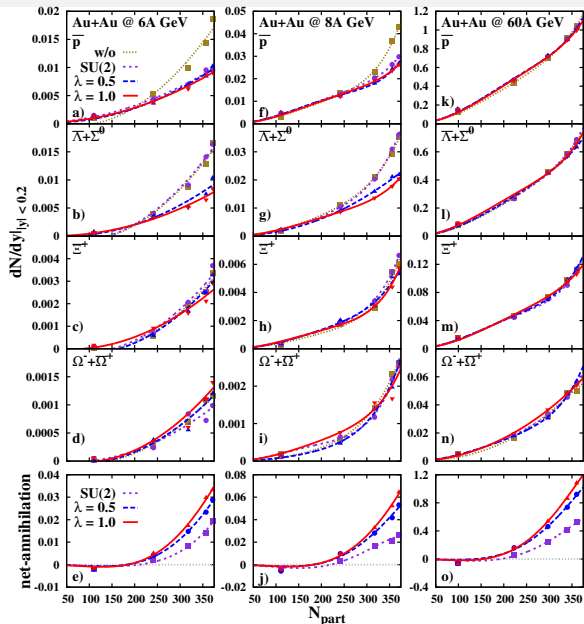 Au+Au @ 6A GeV
Au+Au @ 8A GeV
Au+Au @ 60A GeV
dN/dy|_{|y| < 0.2}
net-annihilation
N_{part}
0.02
0.015
0.01
0.005
0
p̅
w/o
SU(2)
λ = 0.5
λ = 1.0
a)
0.04
0.03
0.02
0.01
0
p̅
f)
1.2
1
0.8
0.6
0.4
0.2
0
p̅
k)
0.015
0.01
0.005
0
Λ̅+Σ̅⁰
b)
0.03
0.02
0.01
0
Λ̅+Σ̅⁰
g)
0.6
0.4
0.2
0
Λ̅+Σ̅⁰
l)
0.004
0.003
0.002
0.001
0
Ξ̅⁺
c)
0.006
0.004
0.002
0
Ξ̅⁺
h)
0.12
0.08
0.04
0
Ξ̅⁺
m)
0.0015
0.001
0.0005
0
Ω⁻+Ω̅⁺
d)
0.002
0.001
0
Ω⁻+Ω̅⁺
i)
0.06
0.04
0.02
0
Ω⁻+Ω̅⁺
n)
0.04
0.03
0.02
0.01
0
-0.01
SU(2)
λ = 0.5
λ = 1.0
e)
0.08
0.06
0.04
0.02
0
-0.02
j)
1.2
0.8
0.4
0
-0.4
o)
50 100 150 200 250 300 350
50 100 150 200 250 300 350
50 100 150 200 250 300 350